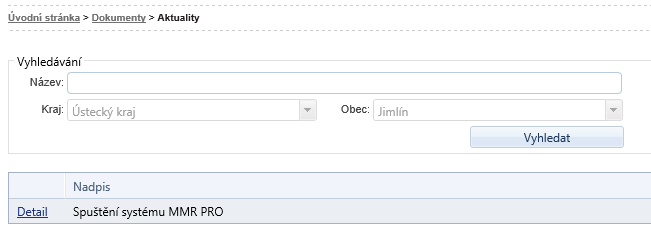 Úvodní stránka > Dokumenty > Aktuality
Vyhledávání
Název:
Kraj: Ústecký kraj Obec: Jimlín
Vyhledat
Nadpis
Detail Spuštění systému MMR PRO